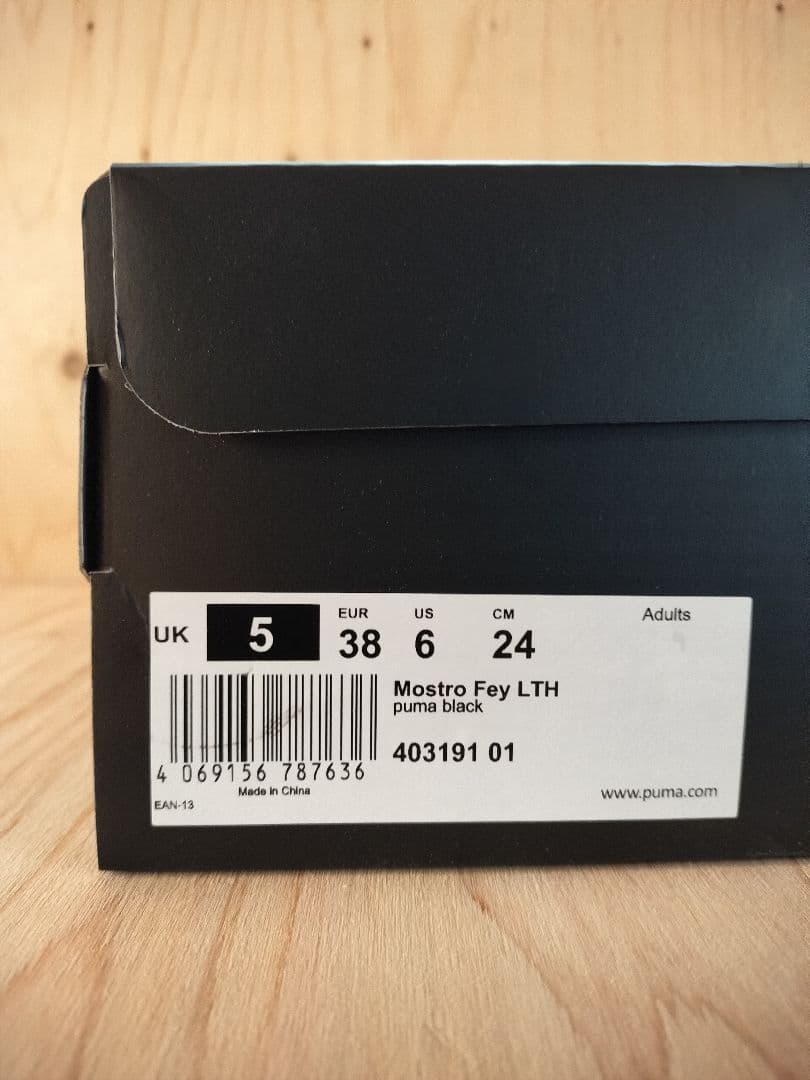 UK 5 EUR 38 US 6 CM 24 Adults
Mostro Fey LTH
puma black
403191 01
4 069156 787636
Made in China
EAN-13
www.puma.com